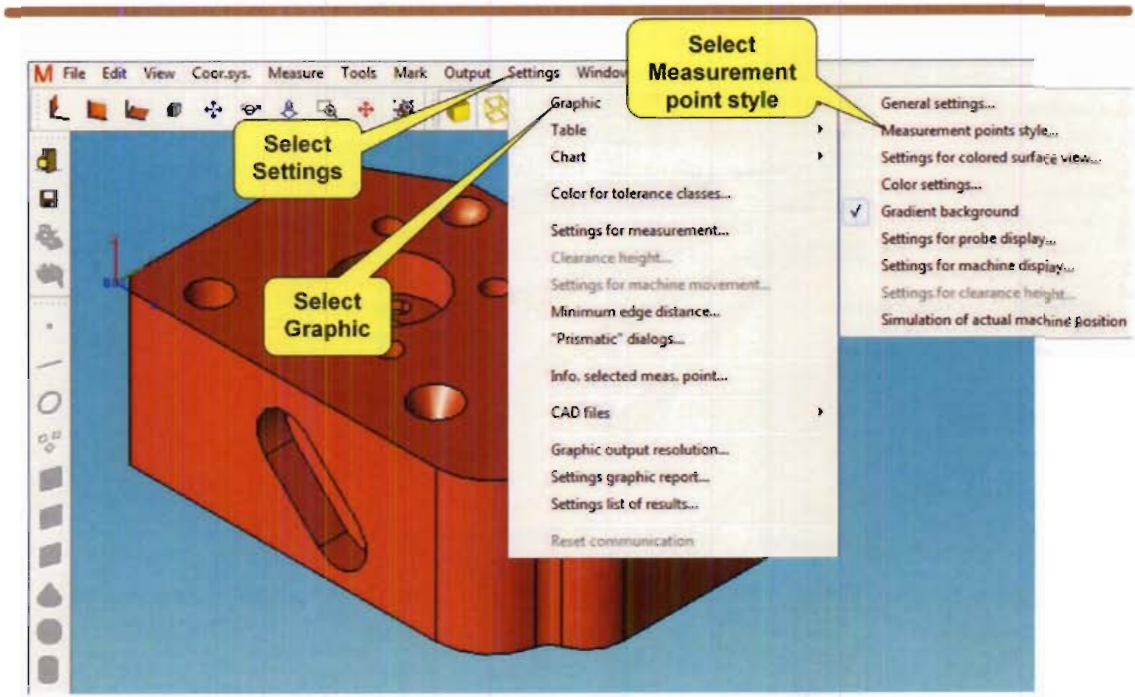 Select
Measurement
point style
M File Edit View Coor.sys. Measure Tools Mark Output Settings Window
Select
Settings
Select
Graphic
Graphic
Table
Chart
Color for tolerance classes...
Settings for measurement...
Clearance height...
Settings for machine movement...
Minimum edge distance...
"Prismatic" dialogs...
Info. selected meas. point...
CAD files
Graphic output resolution...
Settings graphic report...
Settings list of results...
Reset communication
General settings...
Measurement points style...
Settings for colored surface view...
Color settings...
Gradient background
Settings for probe display...
Settings for machine display...
Settings for clearance height...
Simulation of actual machine position